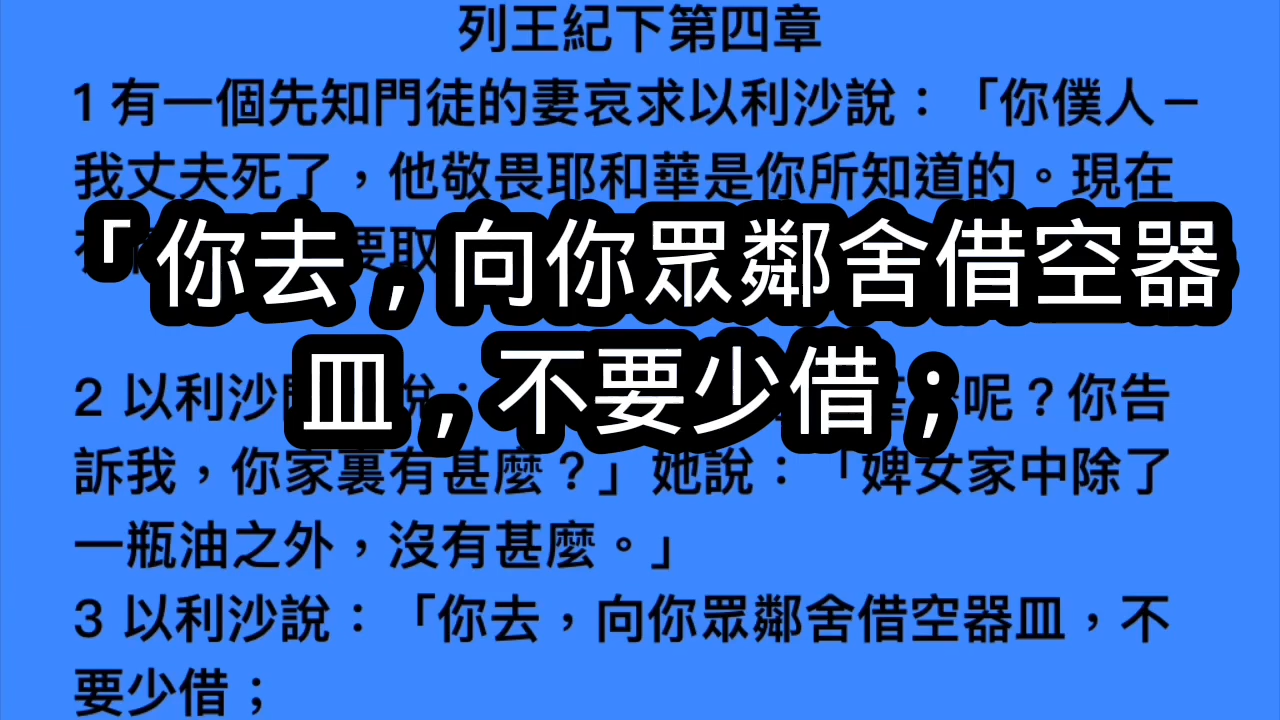 列王紀下第四章
1 有一個先知門徒的妻哀求以利沙說：「你僕人－
我丈夫死了，他敬畏耶和華是你所知道的。現在
要取
「你去，向你眾鄰舍借空器
皿，不要少借；
2 以利沙 說： 呢？你告
訴我，你家裏有甚麼？」她說：「婢女家中除了
一瓶油之外，沒有甚麼。」
3 以利沙說：「你去，向你眾鄰舍借空器皿，不
要少借；